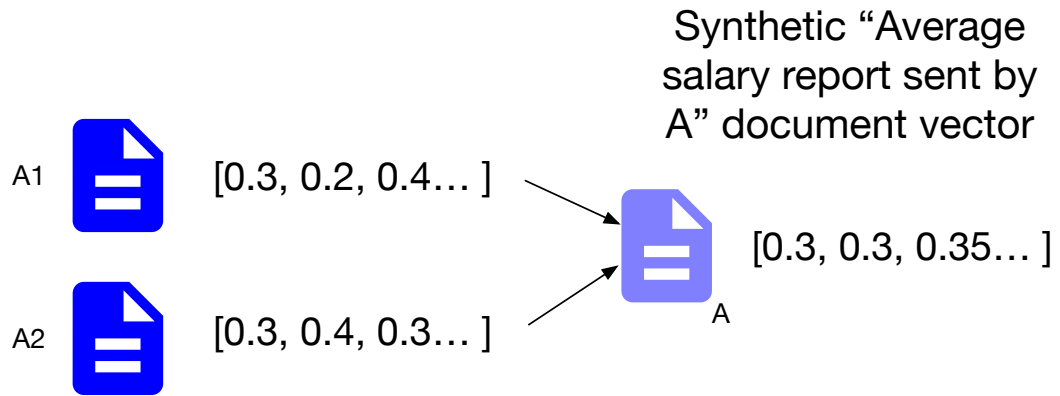 Synthetic “Average
salary report sent by
A” document vector
A1
[0.3, 0.2, 0.4… ]
[0.3, 0.3, 0.35… ]
A
A2
[0.3, 0.4, 0.3… ]